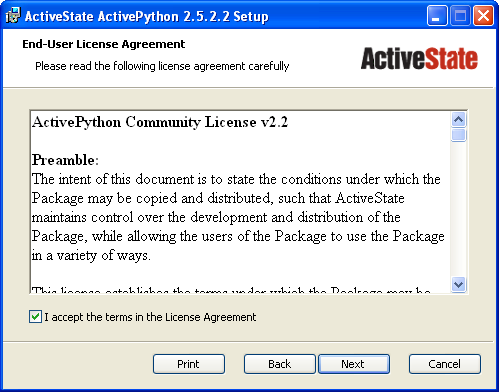 ActiveState ActivePython 2.5.2.2 Setup
End-User License Agreement
Please read the following license agreement carefully
ActiveState
ActivePython Community License v2.2
Preamble:
The intent of this document is to state the conditions under which the
Package may be copied and distributed, such that ActiveState
maintains control over the development and distribution of the
Package, while allowing the users of the Package to use the Package
in a variety of ways.
This license establishes the terms under which the Package may be
I accept the terms in the License Agreement
Print
Back
Next
Cancel